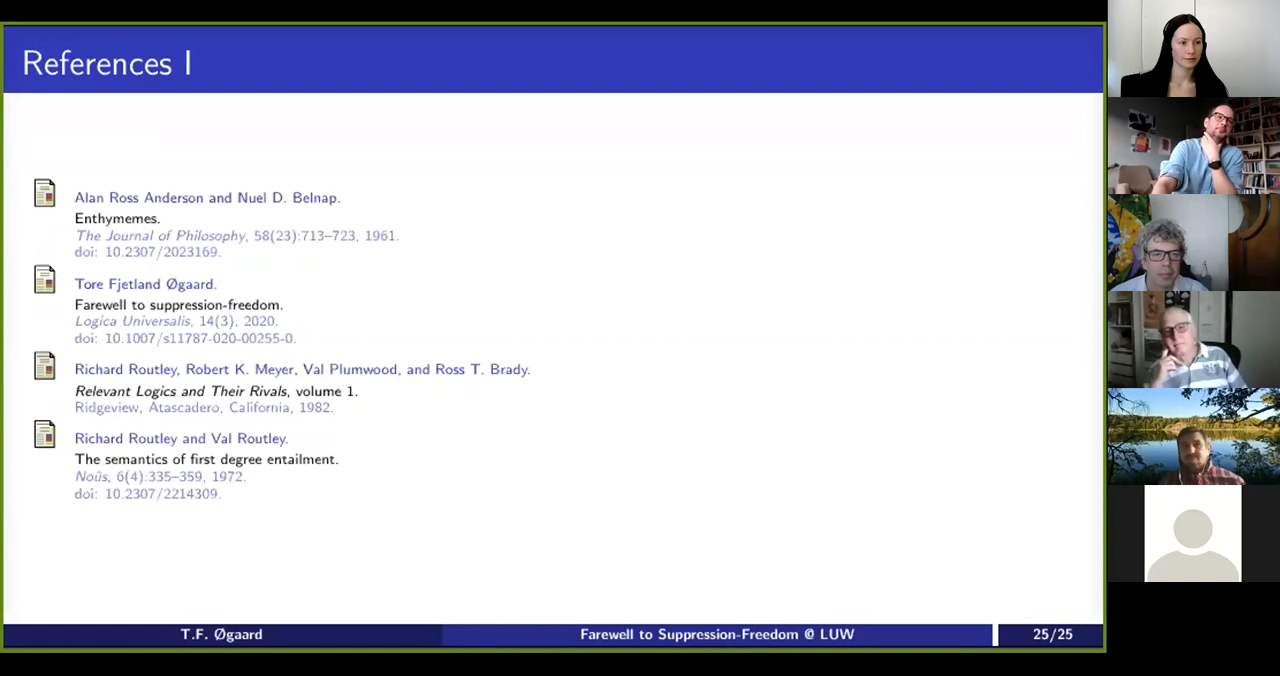 References I
Alan Ross Anderson and Nuel D. Belnap.
Enthymemes.
The Journal of Philosophy, 58(23):713–723, 1961.
doi: 10.2307/2023169.
Tore Fjetland Øgaard.
Farewell to suppression-freedom.
Logica Universalis, 14(3), 2020.
doi: 10.1007/s11787-020-00255-0.
Richard Routley, Robert K. Meyer, Val Plumwood, and Ross T. Brady.
Relevant Logics and Their Rivals, volume 1.
Ridgeview, Atascadero, California, 1982.
Richard Routley and Val Routley.
The semantics of first degree entailment.
Noûs, 6(4):335–359, 1972.
doi: 10.2307/2214309.
T.F. Øgaard
Farewell to Suppression-Freedom @ LUW
25/25